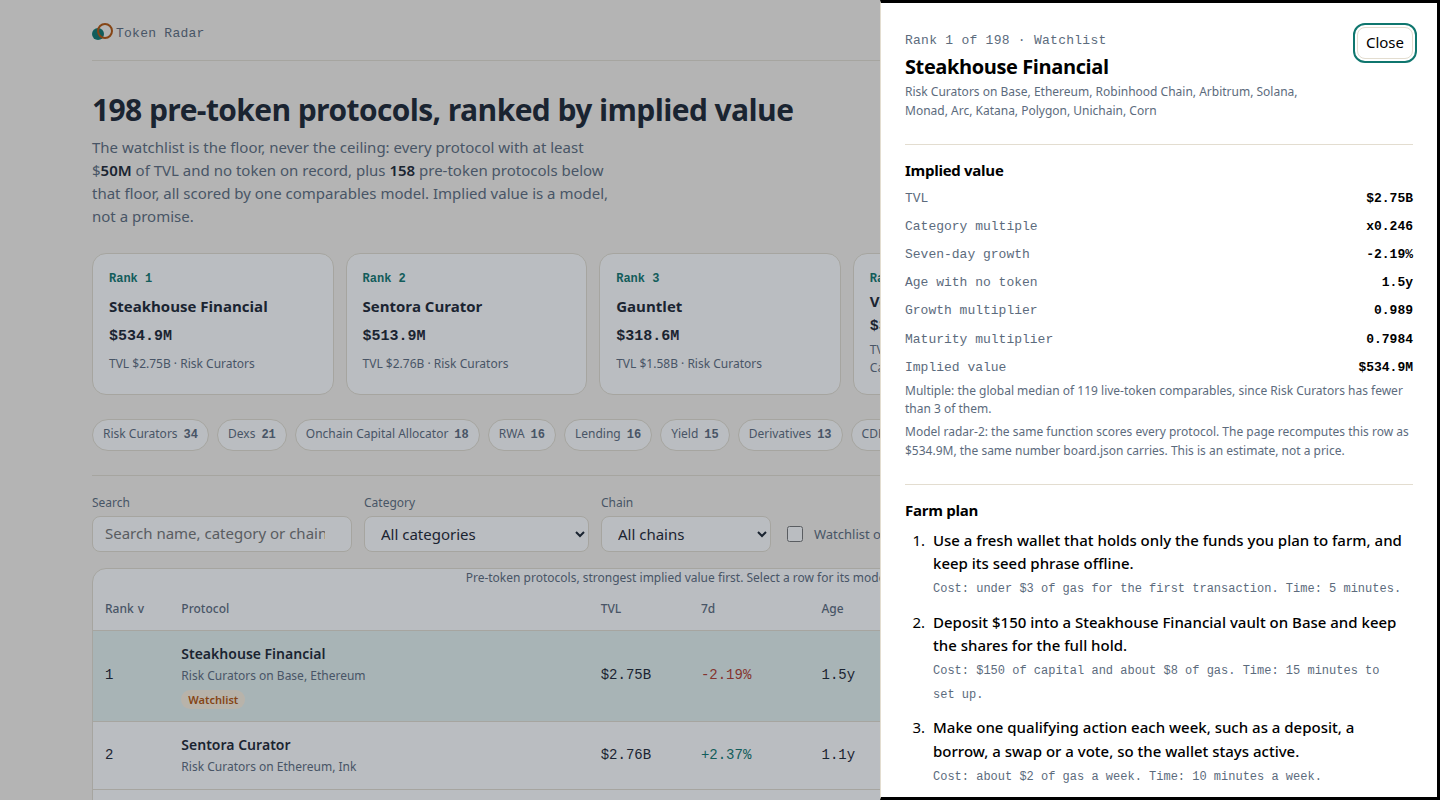 Token Radar
198 pre-token protocols, ranked by implied value
The watchlist is the floor, never the ceiling: every protocol with at least
$50M of TVL and no token on record, plus 158 pre-token protocols below
that floor, all scored by one comparables model. Implied value is a model,
not a promise.
Rank 1
Steakhouse Financial
$534.9M
TVL $2.75B · Risk Curators
Rank 2
Sentora Curator
$513.9M
TVL $2.76B · Risk Curators
Rank 3
Gauntlet
$318.6M
TVL $1.58B · Risk Curators
Risk Curators 34
Dexs 21
Onchain Capital Allocator 18
RWA 16
Lending 16
Yield 15
Derivatives 13
Search
Category
Chain
Search name, category or chain
All categories
All chains
Watchlist
Pre-token protocols, strongest implied value first. Select a row for its
Rank v
Protocol
TVL
7d
Age
1
Steakhouse Financial
Risk Curators on Base, Ethereum
Watchlist
$2.75B
-2.19%
1.5y
2
Sentora Curator
Risk Curators on Ethereum, Ink
$2.76B
+2.37%
1.1y
Rank 1 of 198 · Watchlist
Close
Steakhouse Financial
Risk Curators on Base, Ethereum, Robinhood Chain, Arbitrum, Solana,
Monad, Arc, Katana, Polygon, Unichain, Corn
Implied value
TVL $2.75B
Category multiple x0.246
Seven-day growth -2.19%
Age with no token 1.5y
Growth multiplier 0.989
Maturity multiplier 0.7984
Implied value $534.9M
Multiple: the global median of 119 live-token comparables, since Risk Curators has fewer
than 3 of them.
Model radar-2: the same function scores every protocol. The page recomputes this row as
$534.9M, the same number board.json carries. This is an estimate, not a price.
Farm plan
1. Use a fresh wallet that holds only the funds you plan to farm, and
keep its seed phrase offline.
Cost: under $3 of gas for the first transaction. Time: 5 minutes.
2. Deposit $150 into a Steakhouse Financial vault on Base and keep
the shares for the full hold.
Cost: $150 of capital and about $8 of gas. Time: 15 minutes to
set up.
3. Make one qualifying action each week, such as a deposit, a
borrow, a swap or a vote, so the wallet stays active.
Cost: about $2 of gas a week. Time: 10 minutes a week.